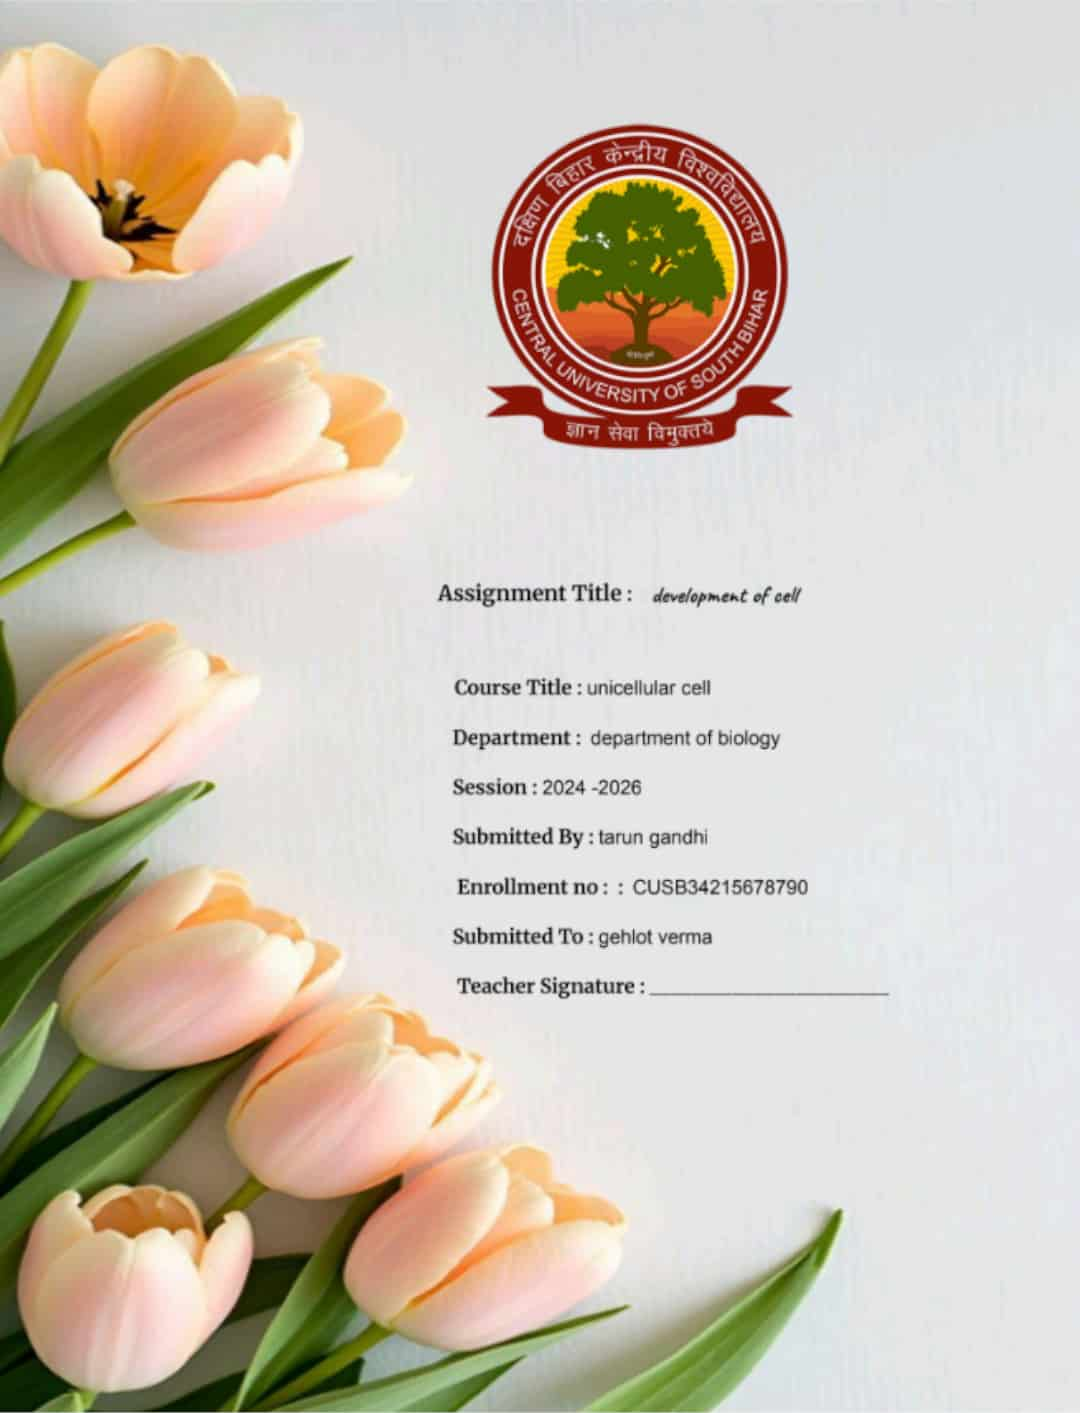 दक्षिण बिहार केन्द्रीय विश्वविद्यालय
CENTRAL UNIVERSITY OF SOUTH BIHAR
ज्ञान सेवा विमुक्तये
Assignment Title : development of cell
Course Title : unicellular cell
Department : department of biology
Session : 2024 -2026
Submitted By : tarun gandhi
Enrollment no : : CUSB34215678790
Submitted To : gehlot verma
Teacher Signature : ____________________